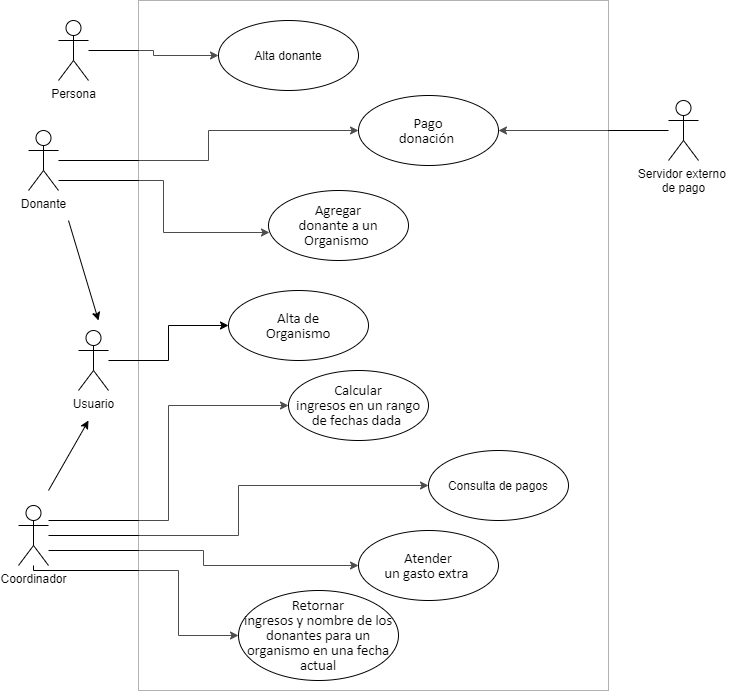 Alta donante
Persona
Pago
donación
Servidor externo
de pago
Donante
Agregar
donante a un
Organismo
Alta de
Organismo
Usuario
Calcular
ingresos en un rango
de fechas dada
Consulta de pagos
Atender
un gasto extra
Coordinador
Retornar
ingresos y nombre de los
donantes para un
organismo en una fecha
actual